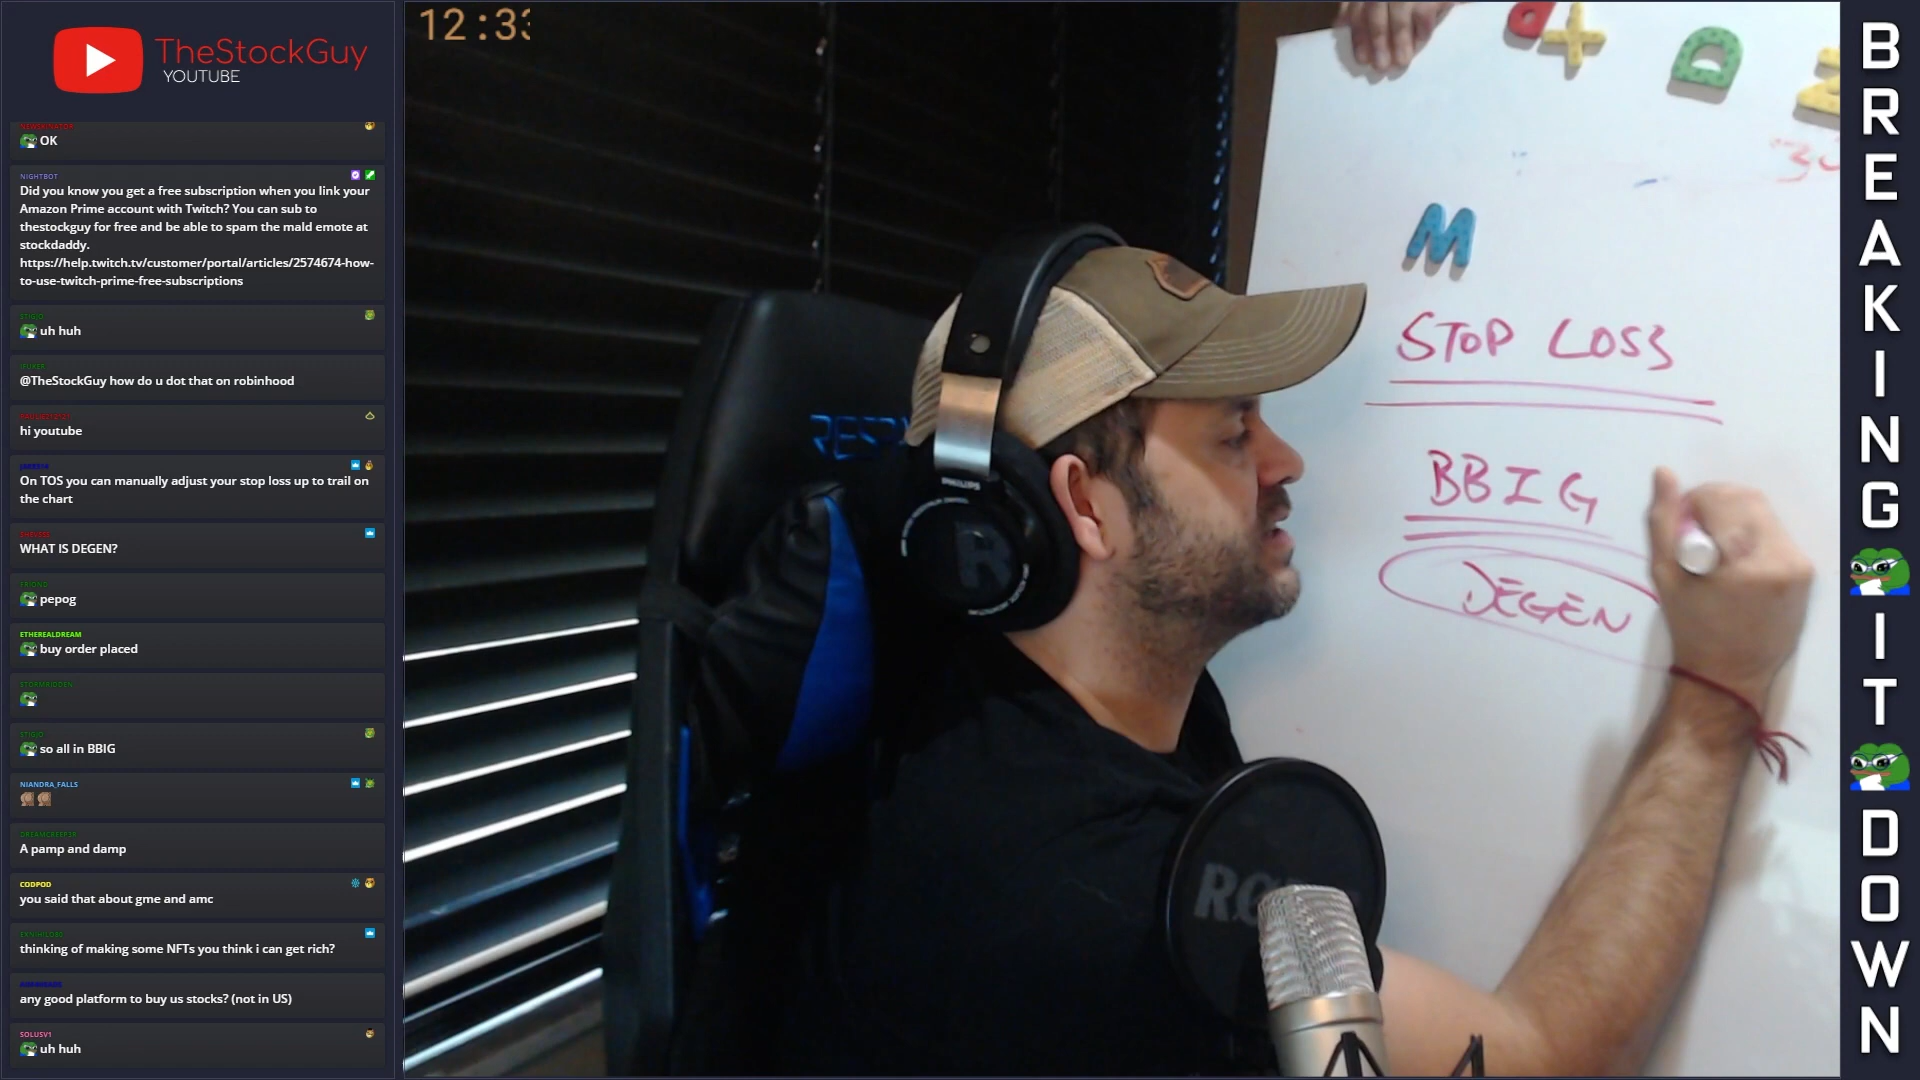 TheStockGuy
YOUTUBE
OK
NIGHTBOT
Did you know you get a free subscription when you link your
Amazon Prime account with Twitch? You can sub to
thestockguy for free and be able to spam the mald emote at
stockdaddy.
https://help.twitch.tv/customer/portal/articles/2574674-how-
to-use-twitch-prime-free-subscriptions
uh huh
@TheStockGuy how do u dot that on robinhood
hi youtube
On TOS you can manually adjust your stop loss up to trail on
the chart
WHAT IS DEGEN?
pepog
ETHEREALDREAM
buy order placed
STORMRIDDEN
so all in BBIG
NIANDRA_FALLS
A pamp and damp
CODPOD
you said that about gme and amc
thinking of making some NFTs you think i can get rich?
any good platform to buy us stocks? (not in US)
SOLUSV1
uh huh
12:33
M
STOP LOSS
BBIG
DEGEN
PHILIPS
BREAKING IT DOWN